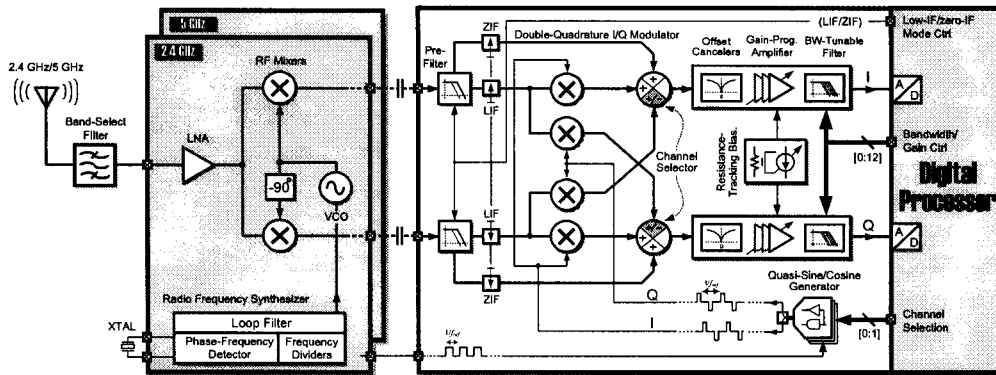 5 GHz
2.4 GHz
2.4 GHz/5 GHz
Band-Select
Filter
LNA
RF Mixers
-90°
VCO
Radio Frequency Synthesizer
Loop Filter
Phase-Frequency
Detector
Frequency
Dividers
XTAL
Pre-
Filter
ZIF
LIF
LIF
ZIF
Double-Quadrature I/Q Modulator
(LIF/ZIF)
Channel
Selector
Offset
Cancelers
Gain-Prog.
Amplifier
BW-Tunable
Filter
Resistance-
Tracking Bias.
I
Q
A
D
A
D
Low-IF/zero-IF
Mode Ctrl
Bandwidth/
Gain Ctrl
[0:12]
Digital
Processor
Quasi-Sine/Cosine
Generator
Channel
Selection
[0:1]
Q
I